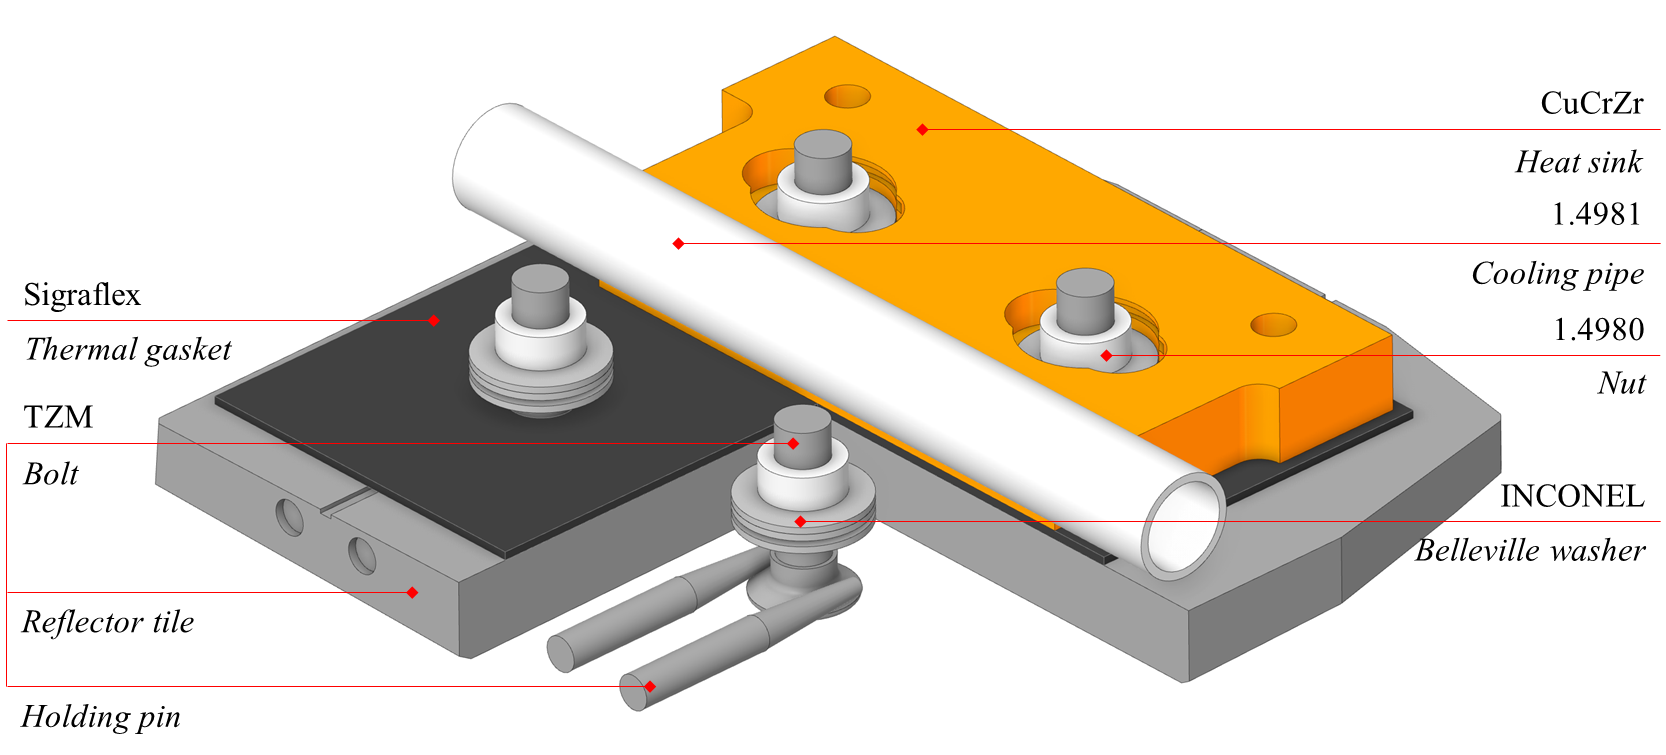 CuCrZr
Heat sink
1.4981
Cooling pipe
1.4980
Nut
INCONEL
Belleville washer
Sigraflex
Thermal gasket
TZM
Bolt
Reflector tile
Holding pin